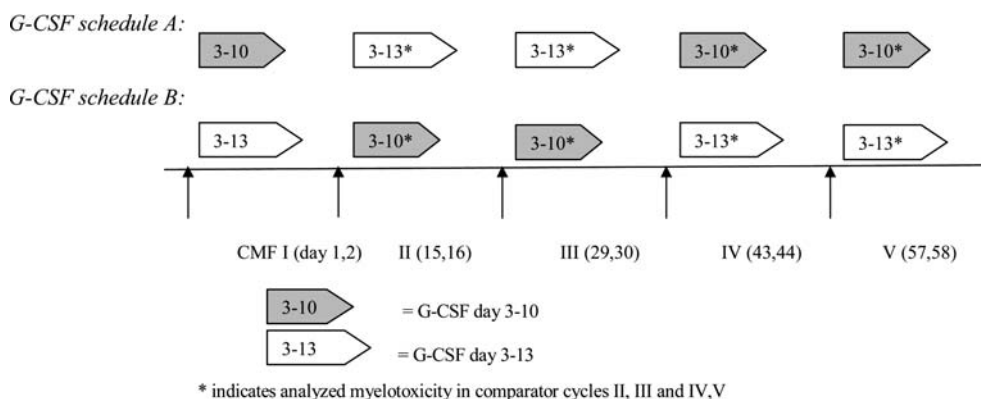 G-CSF schedule A:
3-10 3-13* 3-13* 3-10* 3-10*
G-CSF schedule B:
3-13 3-10* 3-10* 3-13* 3-13*
CMF I (day 1,2) II (15,16) III (29,30) IV (43,44) V (57,58)
3-10 = G-CSF day 3-10
3-13 = G-CSF day 3-13
* indicates analyzed myelotoxicity in comparator cycles II, III and IV,V